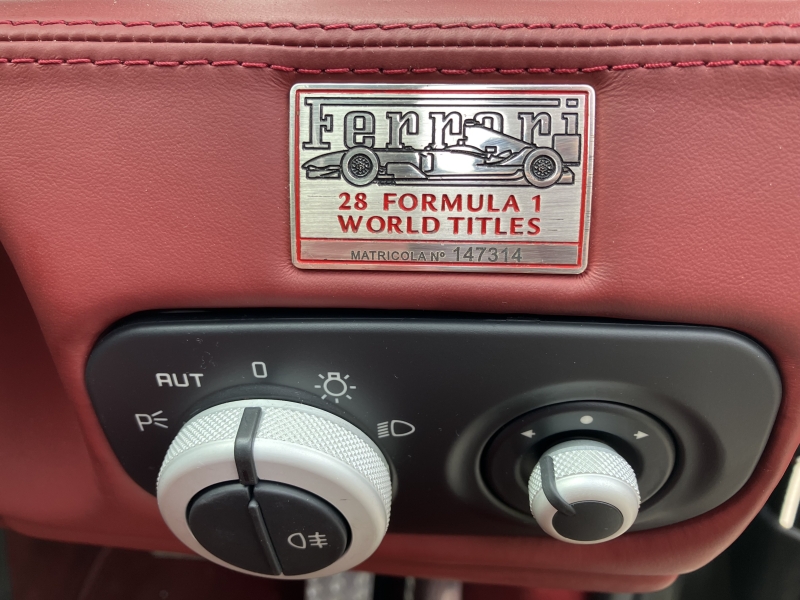 Ferrari
28 FORMULA 1
WORLD TITLES
MATRICOLA Nº 147314
AUT
0
P